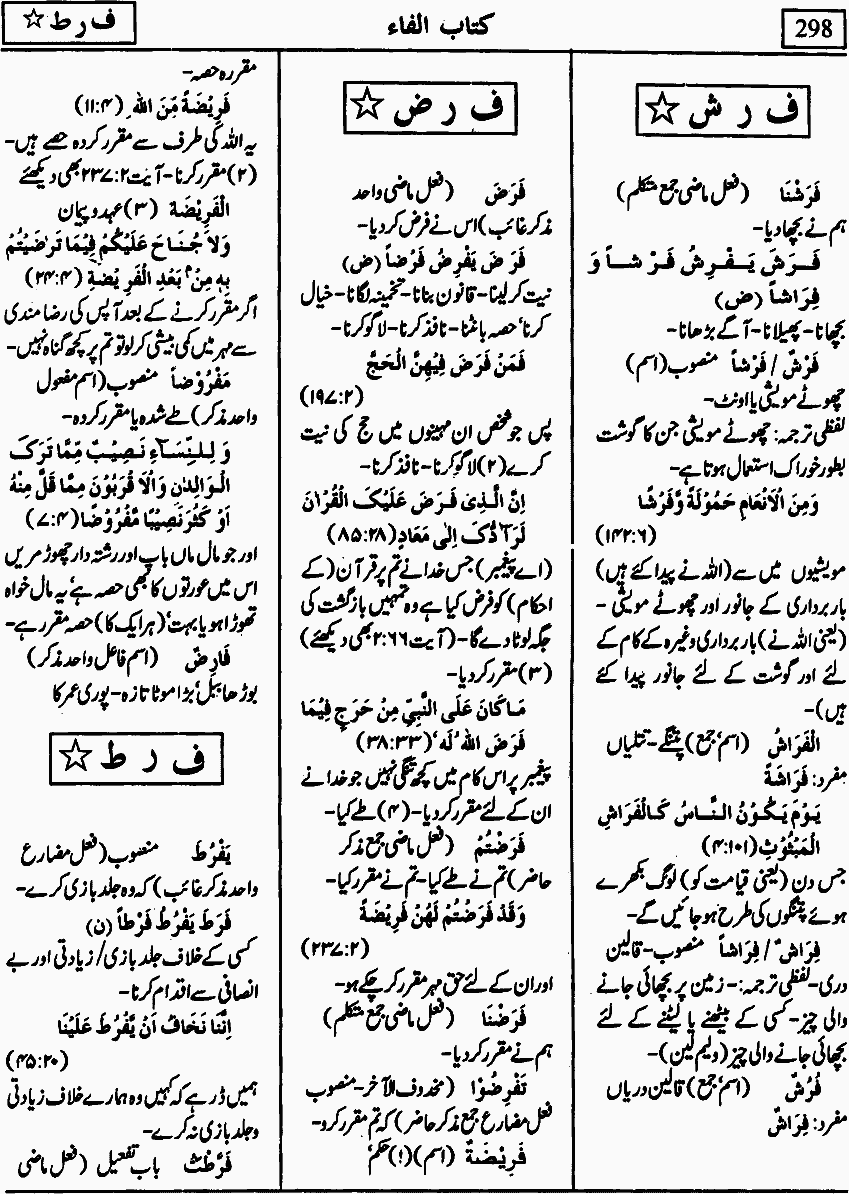 298
کتاب الفاء
ف ر ط ☆
ف ر ش ☆
فَرَشْنَا (فعل ماضی جمع متکلم)
ہم نے بچھا دیا-
فَرَشَ يَفْرِشُ فَرْشاً وَ
فِرَاشاً (ض)
بچھانا-پھیلانا-آگے بڑھانا-
فَرْشٌ / فَرْشاً منصوب (اسم)
چھوٹے مویشی یا اونٹ-
لفظی ترجمہ: چھوٹے مویشی جن کا گوشت
بطور خوراک استعمال ہوتا ہے-
وَمِنَ الْاَنْعَامِ حَمُوْلَةً وَّفَرْشًا
(۱۴۲:۶)
مویشیوں میں سے (اللہ نے پیدا کئے ہیں)
بار برداری کے جانور اور چھوٹے مویشی-
(یعنی اللہ نے) بار برداری وغیرہ کے کام کے
لئے اور گوشت کے لئے جانور پیدا کئے
ہیں)-
الْفَرَاشُ (اسم، جمع) پتنگے-تتلیاں
مفرد: فَرَاشَةً
يَوْمَ يَكُوْنُ النَّاسُ كَالْفَرَاشِ
الْمَبْثُوْثِ (۴:۱۰۱)
جس دن (یعنی قیامت کو) لوگ بکھرے
ہوئے پتنگوں کی طرح ہو جائیں گے-
فِرَاشٌ / فِرَاشاً منصوب-قالین
دری-لفظی ترجمہ:-زمین پر بچھائی جانے
والی چیز-کسی کے بیٹھنے یا لیٹنے کے لئے
بچھائی جانے والی چیز (ولیم لین)-
فُرُشٌ (اسم، جمع) قالین دریاں
مفرد: فِرَاشٌ
ف ر ض ☆
فَرَضَ (فعل ماضی واحد
مذکر غائب) اس نے فرض کر دیا-
فَرَضَ يَفْرِضُ فَرْضاً (ض)
نیت کر لینا-قانون بنانا-تخمینہ لگانا-خیال
کرنا، حصہ بانٹنا-نافذ کرنا-لاگو کرنا-
فَمَنْ فَرَضَ فِيْهِنَّ الْحَجَّ
(۱۹۷:۲)
پس جو شخص ان مہینوں میں حج کی نیت
کرے (۲) لاگو کرنا-نافذ کرنا-
اِنَّ الَّذِیْ فَرَضَ عَلَيْكَ الْقُرْاٰنَ
لَرَآدُّكَ اِلٰی مَعَادٍ (۸۵:۲۸)
(اے پیغمبر) جس خدا نے تم پر قرآن (کے
احکام) کو فرض کیا ہے وہ تمہیں بازگشت کی
جگہ لوٹا دے گا-(آیت ۲:۶۶ بھی دیکھئے)
(۳) مقرر کر دیا-
مَا كَانَ عَلَی النَّبِيِّ مِنْ حَرَجٍ فِيْمَا
فَرَضَ اللّٰهُ لَهٗ (۳۸:۳۳)
پیغمبر پر اس کام میں کچھ تنگی نہیں جو خدا نے
ان کے لئے مقرر کر دیا-(۴) طے کیا-
فَرَضْتُمْ (فعل ماضی جمع مذکر
حاضر) تم نے طے کیا-تم نے مقرر کیا-
وَقَدْ فَرَضْتُمْ لَهُنَّ فَرِيْضَةً
(۲۳۷:۲)
اور ان کے لئے حق مہر مقرر کر چکے ہو-
فَرَضْنَا (فعل ماضی جمع متکلم)
ہم نے مقرر کر دیا-
تَفْرِضُوْا (محذوف الآخر-منصوب
فعل مضارع جمع مذکر حاضر) کہ تم مقرر کرو-
فَرِيْضَةٌ (اسم) (۱) حکم،
مقررہ حصہ-
فَرِيْضَةً مِّنَ اللّٰهِ (۱۱:۴)
یہ اللہ کی طرف سے مقرر کردہ حصے ہیں-
(۲) مقرر کرنا-آیت ۲۳۷:۲ بھی دیکھئے
الْفَرِيْضَةِ (۳) عہد و پیمان
وَلَا جُنَاحَ عَلَيْكُمْ فِيْمَا تَرَاضَيْتُمْ
بِهٖ مِنْۢ بَعْدِ الْفَرِيْضَةِ (۲۴:۴)
اگر مقرر کرنے کے بعد آپس کی رضا مندی
سے مہر میں کمی بیشی کر لو تو تم پر کچھ گناہ نہیں-
مَفْرُوْضاً منصوب (اسم مفعول
واحد مذکر) طے شدہ یا مقرر کردہ-
وَلِلنِّسَآءِ نَصِيْبٌ مِّمَّا تَرَكَ
الْوَالِدٰنِ وَالْاَقْرَبُوْنَ مِمَّا قَلَّ مِنْهُ
اَوْ كَثُرَ نَصِيْبًا مَّفْرُوْضًا (۷:۴)
اور جو مال ماں باپ اور رشتہ دار چھوڑ مریں
اس میں عورتوں کا بھی حصہ ہے، یہ مال خواہ
تھوڑا ہو یا بہت، (ہر ایک کا) حصہ مقرر ہے-
فَارِضٌ (اسم فاعل واحد مذکر)
بوڑھا بیل، بڑا موٹا تازہ-پوری عمر کا
ف ر ط ☆
يَفْرُطَ منصوب (فعل مضارع
واحد مذکر غائب) کہ وہ جلد بازی کرے-
فَرَطَ يَفْرُطُ فَرْطاً (ن)
کسی کے خلاف جلد بازی/زیادتی اور بے
انصافی سے اقدام کرنا-
اِنَّنَا نَخَافُ اَنْ يَّفْرُطَ عَلَيْنَا
(۴۵:۲۰)
ہمیں ڈر ہے کہ کہیں وہ ہمارے خلاف زیادتی
و جلد بازی نہ کرے-
فَرَّطْتُ باب تفعیل (فعل ماضی